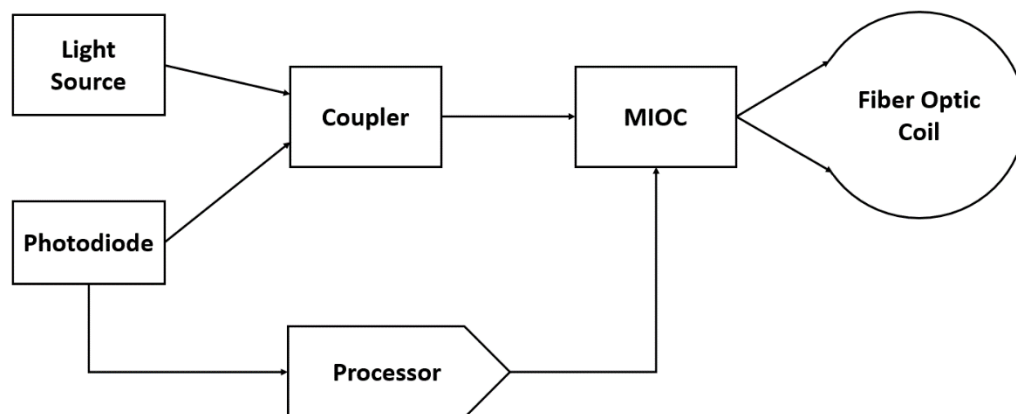 Light
Source
Coupler
MIOC
Fiber Optic
Coil
Photodiode
Processor